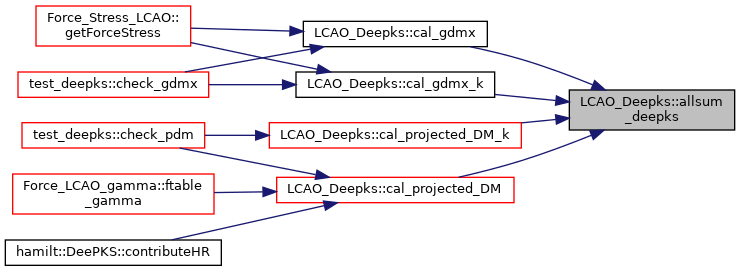 Force_Stress_LCAO::
getForceStress
LCAO_Deepks::cal_gdmx
test_deepks::check_gdmx
LCAO_Deepks::cal_gdmx_k
LCAO_Deepks::allsum
_deepks
test_deepks::check_pdm
LCAO_Deepks::cal_projected_DM_k
Force_LCAO_gamma::ftable
_gamma
LCAO_Deepks::cal_projected_DM
hamilt::DeePKS::contributeHR